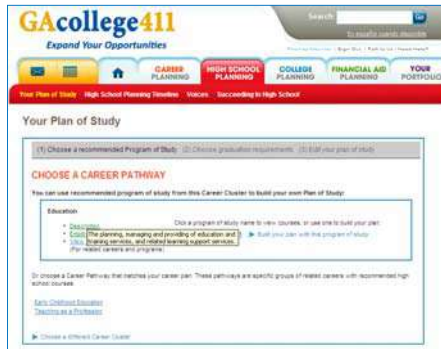 GAcollege411
Search Go
Expand Your Opportunities
CAREER PLANNING
HIGH SCHOOL PLANNING
COLLEGE PLANNING
FINANCIAL AID PLANNING
YOUR PORTFOLIO
Your Plan of Study High School Planning Timeline Voices Succeeding in High School
Your Plan of Study
(1) Choose a recommended Program of Study (2) Choose graduation requirements (3) Edit your plan of study
CHOOSE A CAREER PATHWAY
You can use recommended program of study from this Career Cluster to build your own Plan of Study:
Education
Click a program of study name to view courses, or use one to build your plan:
Description
The planning, managing and providing of education and training services, and related learning support services.
Build your plan with this program of study
View
(For related careers and programs)
Or choose a Career Pathway that matches your career plan. These pathways are specific groups of related careers with recommended high school courses.
Early Childhood Education
Teaching as a Profession
Choose a different Career Cluster